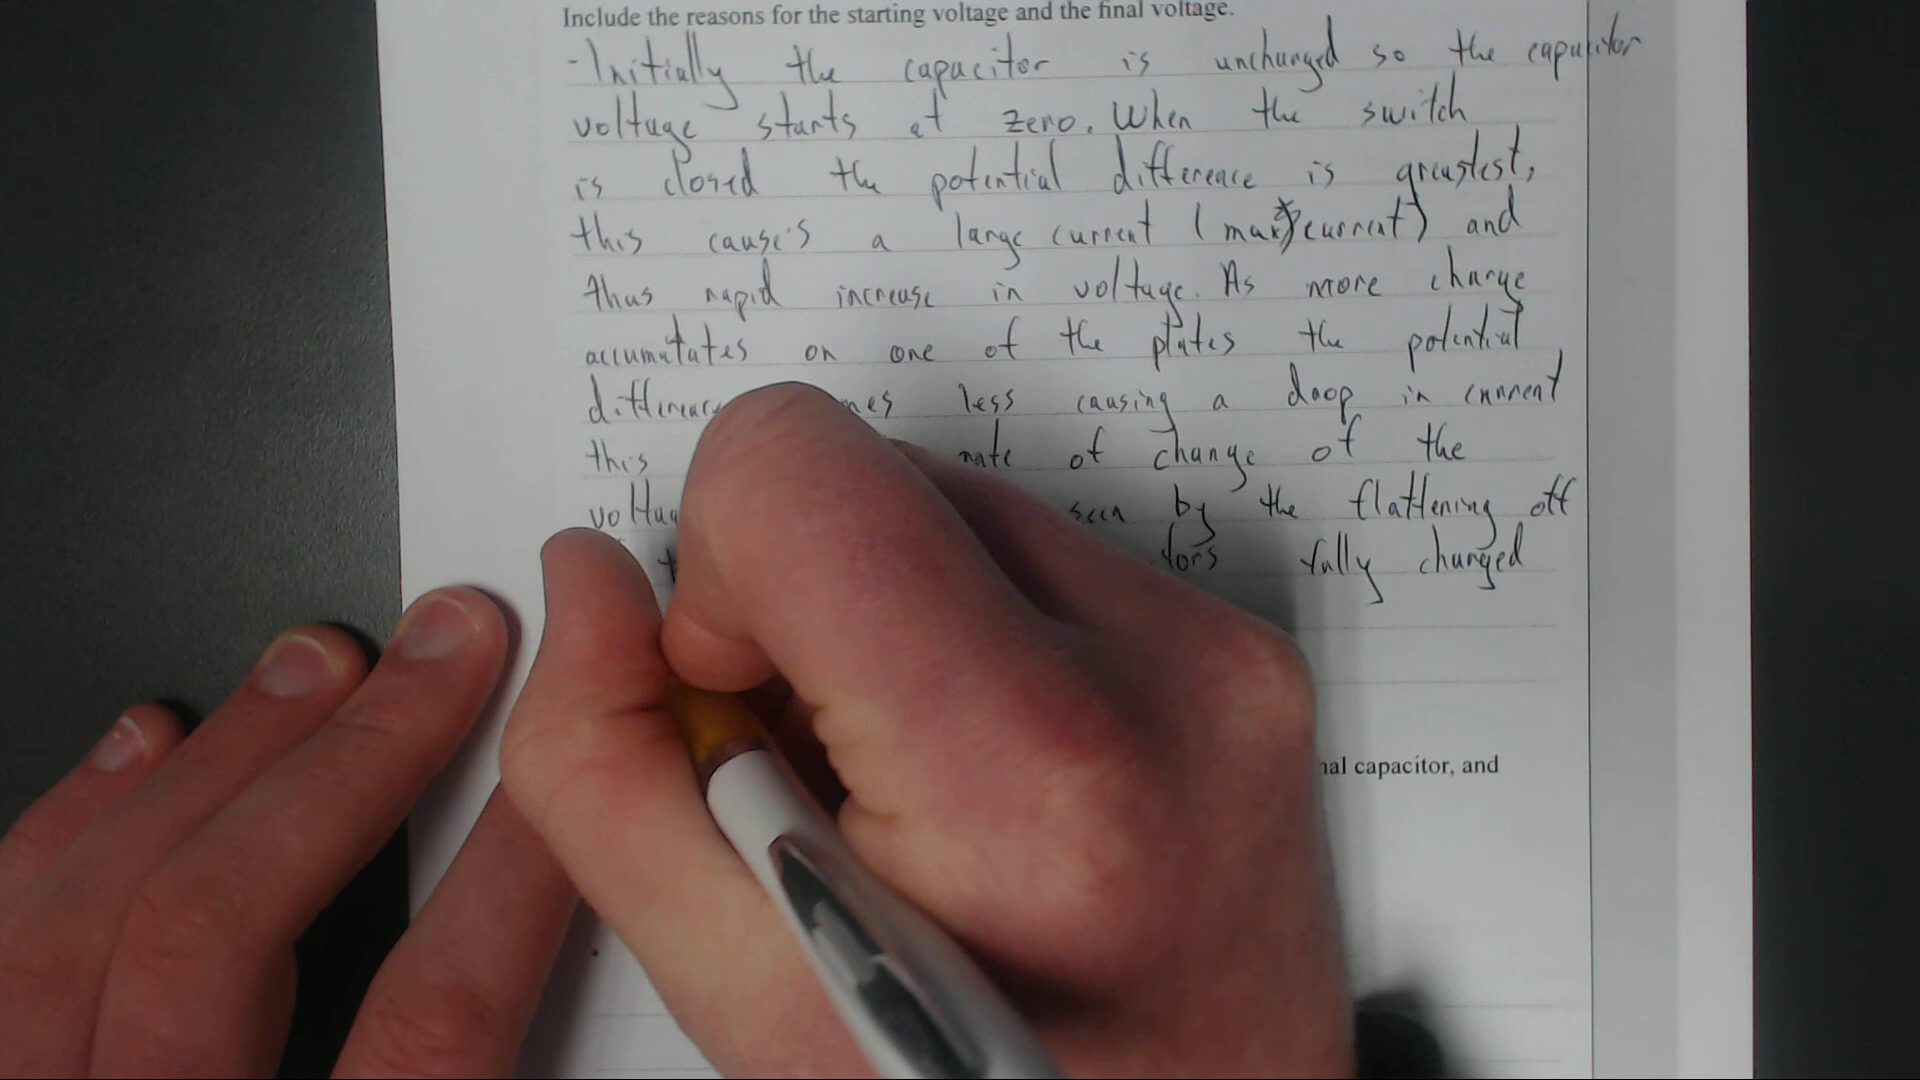 Include the reasons for the starting voltage and the final voltage.
- Initially the capacitor is uncharged so the capacitor
voltage starts at zero. When the switch
is closed the potential difference is greastest,
this cause's a large current (max current) and
thus rapid increase in voltage. As more charge
accumatates on one of the plates the potential
less causing a droop in current
this rate of change of the
seen by the flattening off
fully charged
capacitor, and